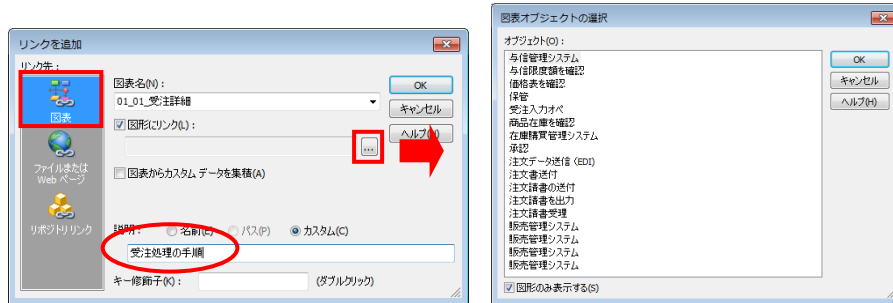 リンクを追加
リンク先:
図表
ファイルまたは
Web ページ
リポジトリ リンク
図表名(N):
01_01_受注詳細
図形にリンク(L):
...
図表からカスタム データを集積(A)
説明: 名前(E) パス(P) カスタム(C)
受注処理の手順
キー修飾子(K): (ダブルクリック)
OK
キャンセル
ヘルプ(H)
図表オブジェクトの選択
オブジェクト(O):
与信管理システム
与信限度額を確認
価格表を確認
保管
受注入力オペ
商品在庫を確認
在庫購買管理システム
承認
注文データ送信(EDI)
注文書送付
注文請書の送付
注文請書を出力
注文請書受理
販売管理システム
販売管理システム
販売管理システム
販売管理システム
図形のみ表示する(S)
OK
キャンセル
ヘルプ(H)